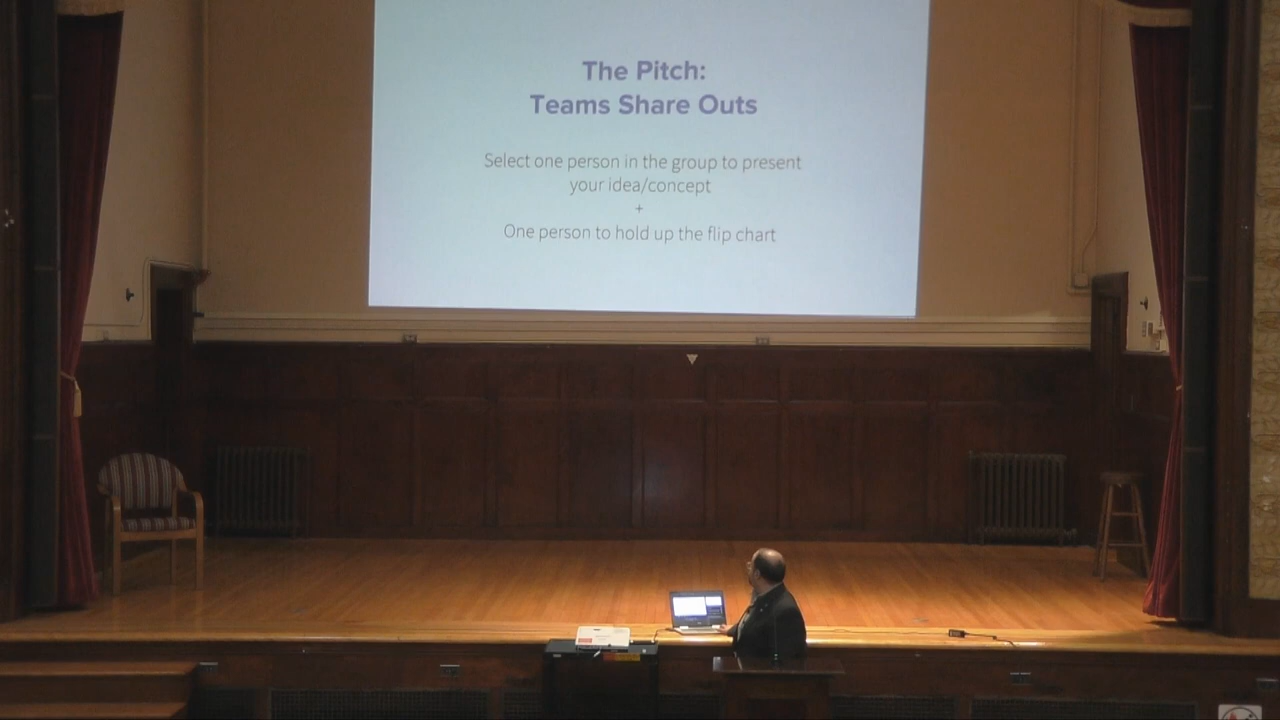 The Pitch:
Teams Share Outs
Select one person in the group to present
your idea/concept
+
One person to hold up the flip chart